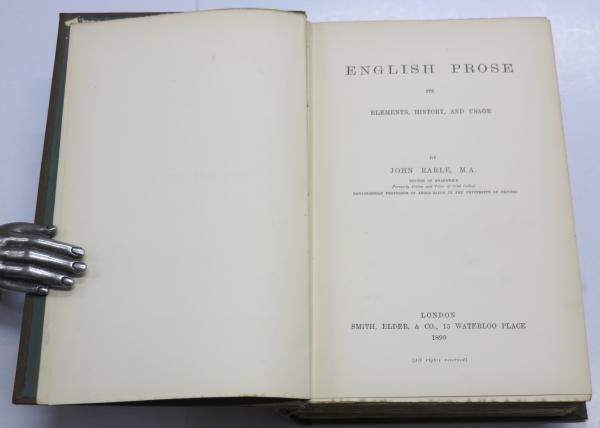 ENGLISH PROSE
ITS
ELEMENTS, HISTORY, AND USAGE
BY
JOHN EARLE, M.A.
RECTOR OF SWANSWICK
Formerly Fellow and Tutor of Oriel College
RAWLINSONIAN PROFESSOR OF ANGLO-SAXON IN THE UNIVERSITY OF OXFORD
LONDON
SMITH, ELDER, & CO., 15 WATERLOO PLACE
1890
[All rights reserved]